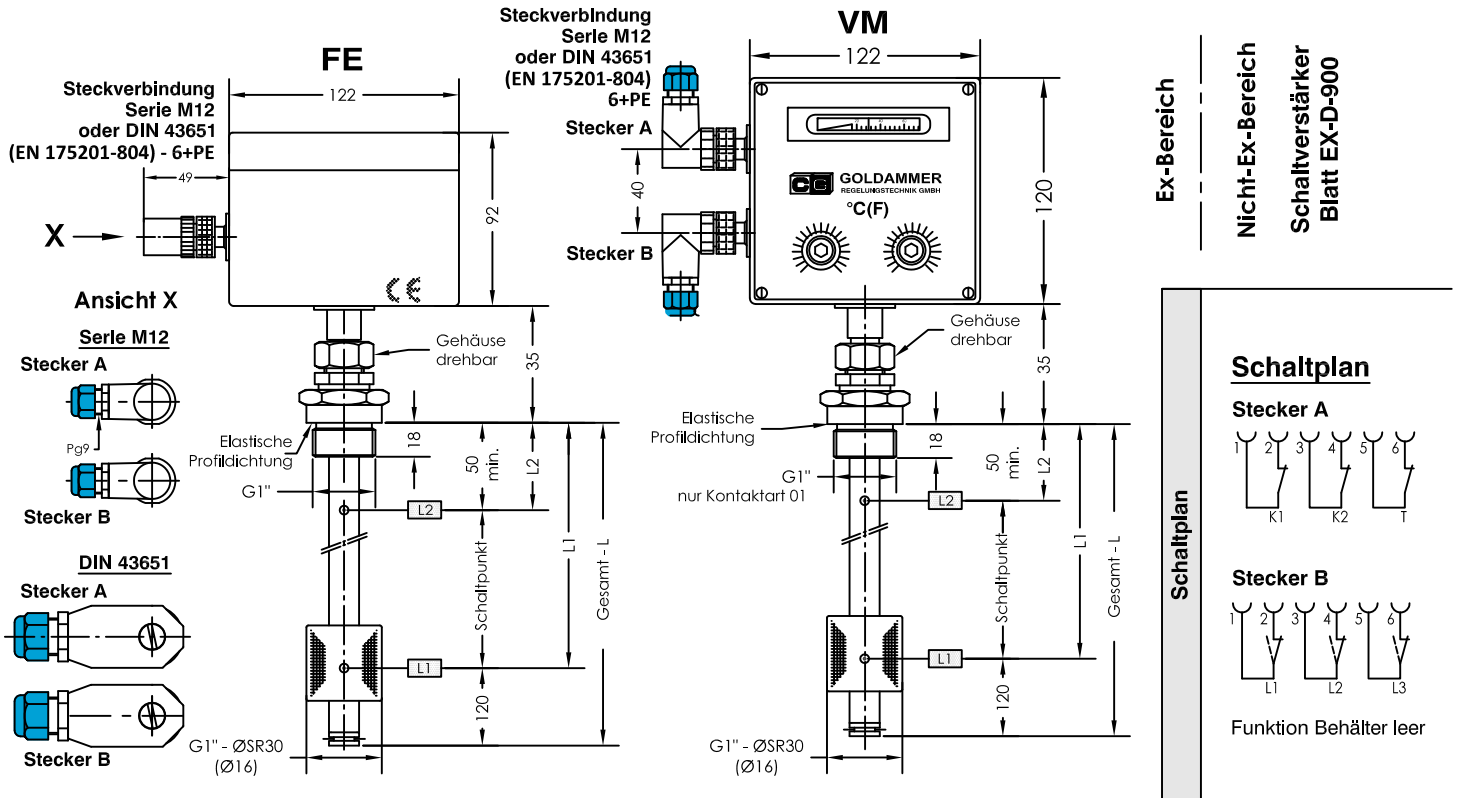 FE
122
Steckverbindung
Serie M12
oder DIN 43651
(EN 175201-804) - 6+PE
49
X
92
CE
Ansicht X
Serie M12
Stecker A
Pg9
Stecker B
DIN 43651
Stecker A
Stecker B
Gehäuse
drehbar
35
Elastische
Profildichtung
18
50
min.
L2
G1"
L2
L1
Schaltpunkt
Gesamt - L
L1
120
G1" - ØSR30
(Ø16)
Steckverbindung
Serie M12
oder DIN 43651
(EN 175201-804)
6+PE
VM
122
Stecker A
40
Stecker B
CG GOLDAMMER
REGELUNGSTECHNIK GMBH
°C(F)
120
Gehäuse
drehbar
35
Elastische
Profildichtung
18
50
min.
L2
G1"
nur Kontaktart 01
L2
L1
Schaltpunkt
Gesamt - L
L1
120
G1" - ØSR30
(Ø16)
Ex-Bereich
Nicht-Ex-Bereich
Schaltverstärker
Blatt EX-D-900
Schaltplan
Schaltplan
Stecker A
1 2 3 4 5 6
K1 K2 T
Stecker B
1 2 3 4 5 6
L1 L2 L3
Funktion Behälter leer